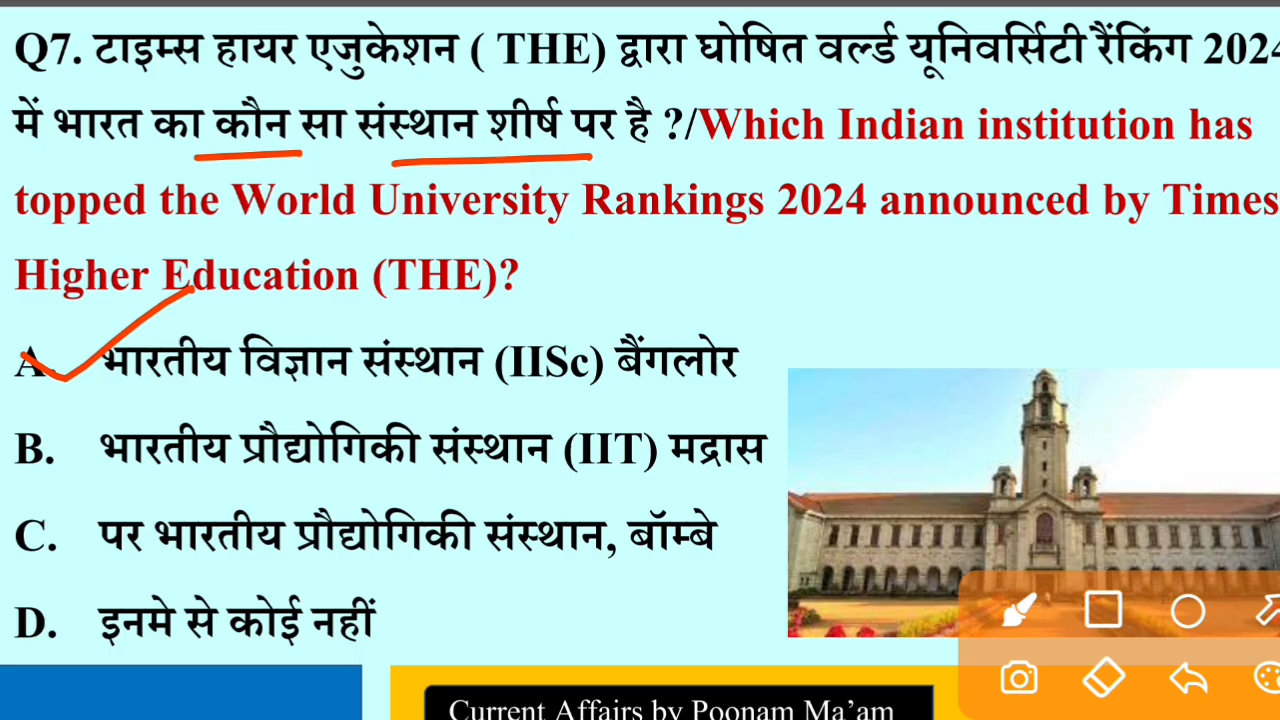 Q7. टाइम्स हायर एजुकेशन ( THE) द्वारा घोषित वर्ल्ड यूनिवर्सिटी रैंकिंग 2024
में भारत का कौन सा संस्थान शीर्ष पर है ?/Which Indian institution has
topped the World University Rankings 2024 announced by Times
Higher Education (THE)?
A. भारतीय विज्ञान संस्थान (IISc) बैंगलोर
B. भारतीय प्रौद्योगिकी संस्थान (IIT) मद्रास
C. पर भारतीय प्रौद्योगिकी संस्थान, बॉम्बे
D. इनमे से कोई नहीं
Current Affairs by Poonam Ma’am